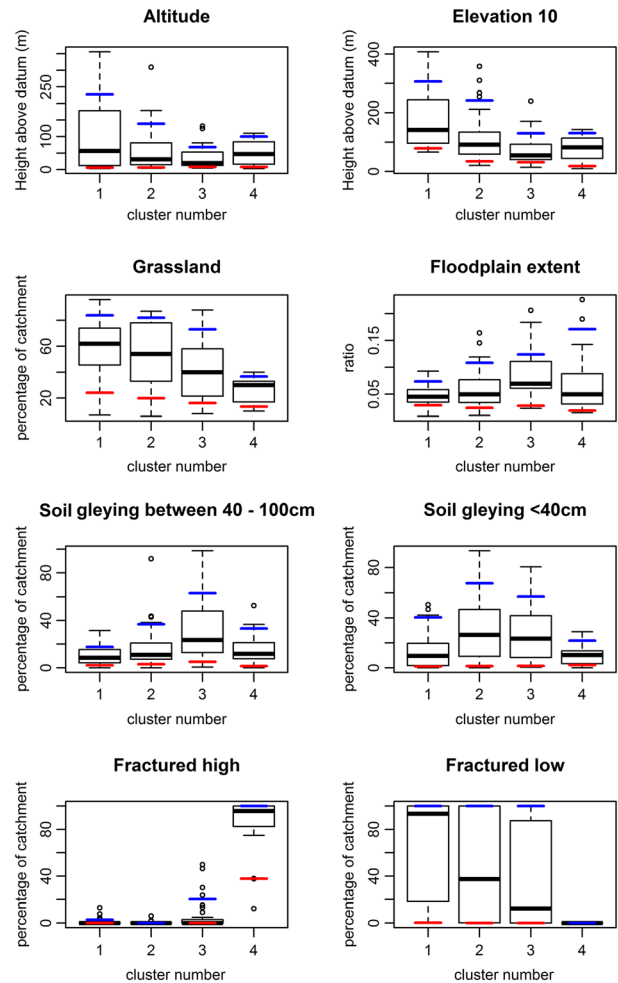 Altitude
Height above datum (m)
0
100
250
1 2 3 4
cluster number
Elevation 10
Height above datum (m)
0
200
400
1 2 3 4
cluster number
Grassland
percentage of catchment
20
60
1 2 3 4
cluster number
Floodplain extent
ratio
0.05
0.15
1 2 3 4
cluster number
Soil gleying between 40 - 100cm
percentage of catchment
0
40
80
1 2 3 4
cluster number
Soil gleying <40cm
percentage of catchment
0
40
80
1 2 3 4
cluster number
Fractured high
percentage of catchment
0
40
80
1 2 3 4
cluster number
Fractured low
percentage of catchment
0
40
80
1 2 3 4
cluster number